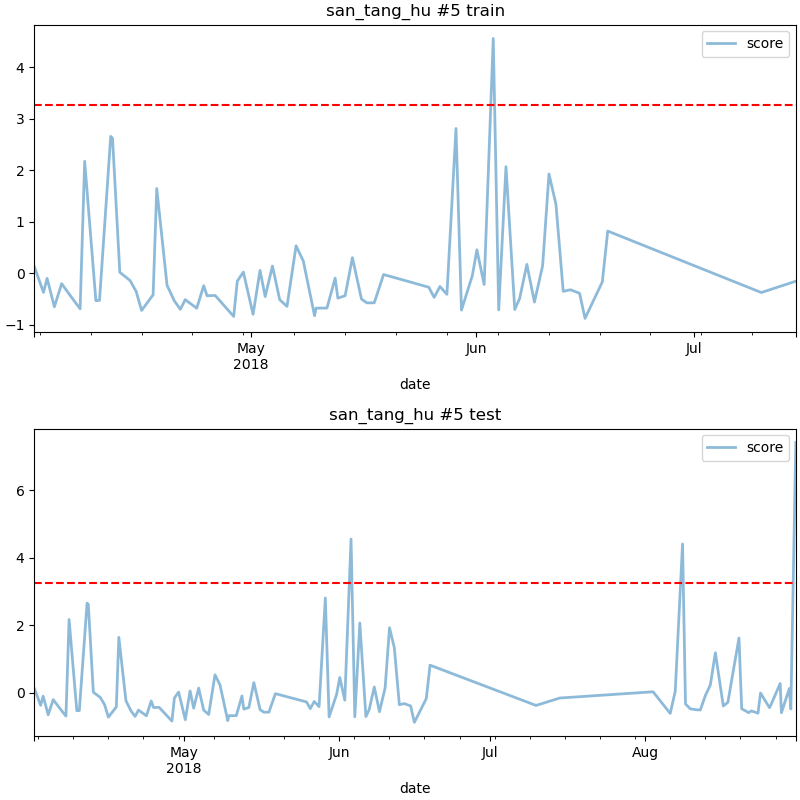 san_tang_hu #5 train
score
4
3
2
1
0
−1
May
2018
Jun
Jul
date
san_tang_hu #5 test
score
6
4
2
0
May
2018
Jun
Jul
Aug
date